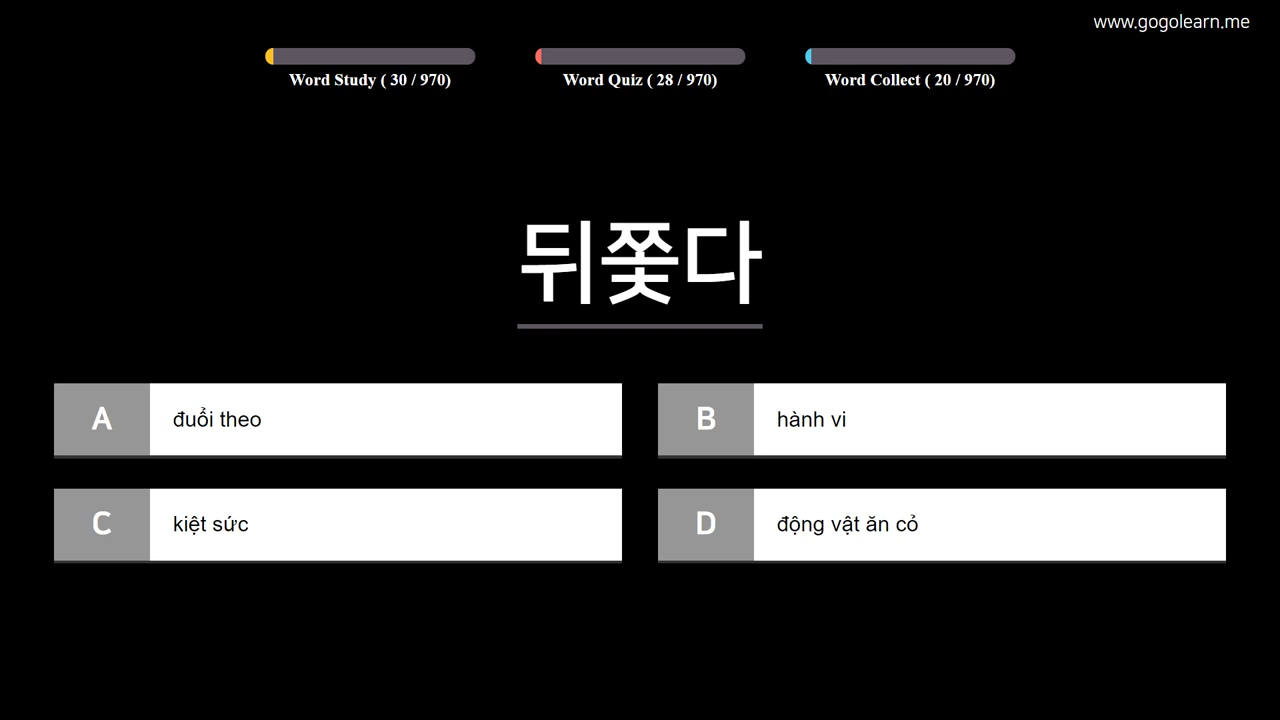 www.gogolearn.me
Word Study ( 30 / 970)
Word Quiz ( 28 / 970)
Word Collect ( 20 / 970)
뒤쫓다
A đuổi theo
B hành vi
C kiệt sức
D động vật ăn cỏ